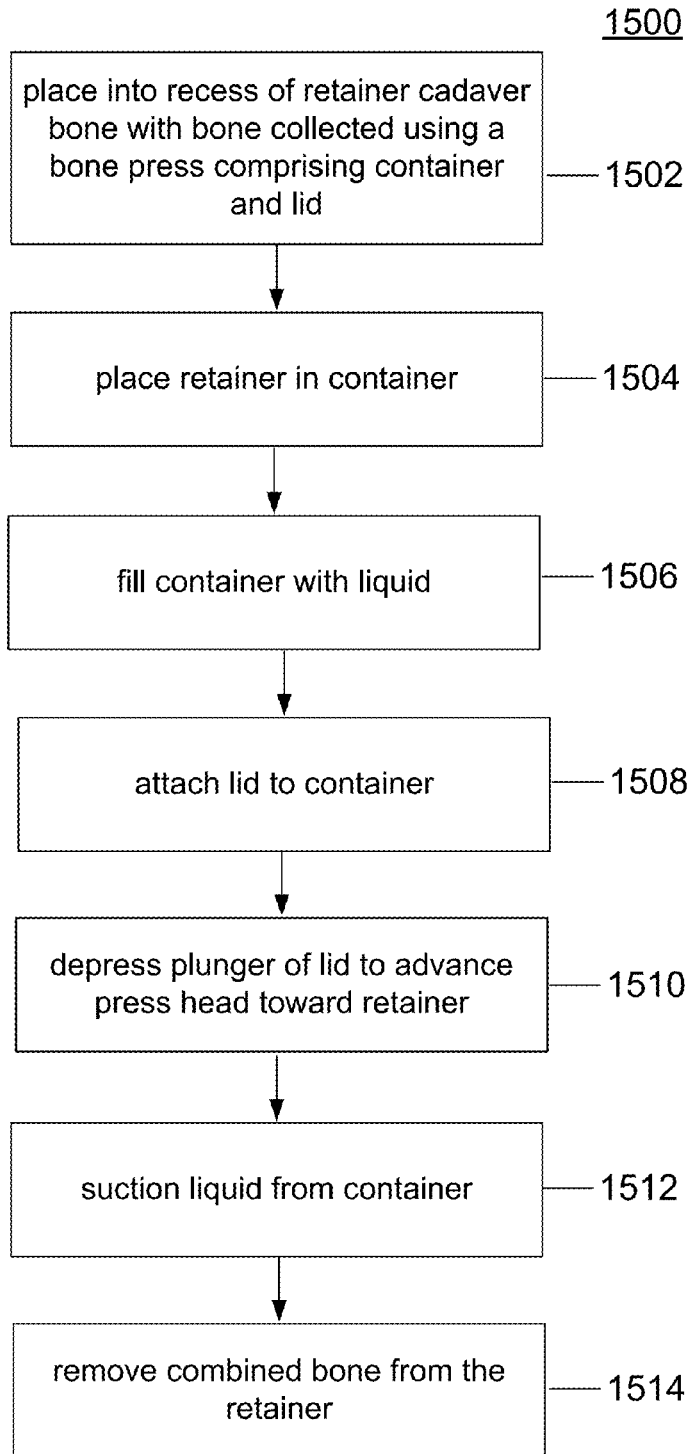 1500
place into recess of retainer cadaver
bone with bone collected using a
bone press comprising container
and lid
1502
place retainer in container
1504
fill container with liquid
1506
attach lid to container
1508
depress plunger of lid to advance
press head toward retainer
1510
suction liquid from container
1512
remove combined bone from the
retainer
1514